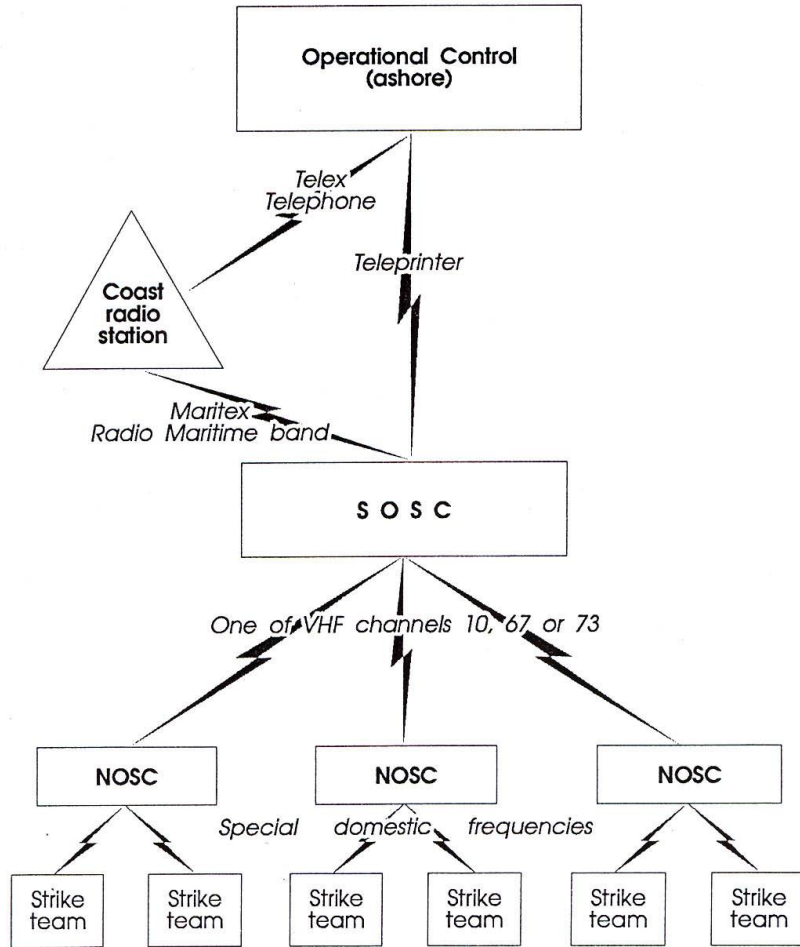 Operational Control
(ashore)
Telex
Telephone
Teleprinter
Coast
radio
station
Maritex
Radio Maritime band
S O S C
One of VHF channels 10, 67 or 73
NOSC
NOSC
NOSC
Special domestic frequencies
Strike
team
Strike
team
Strike
team
Strike
team
Strike
team
Strike
team